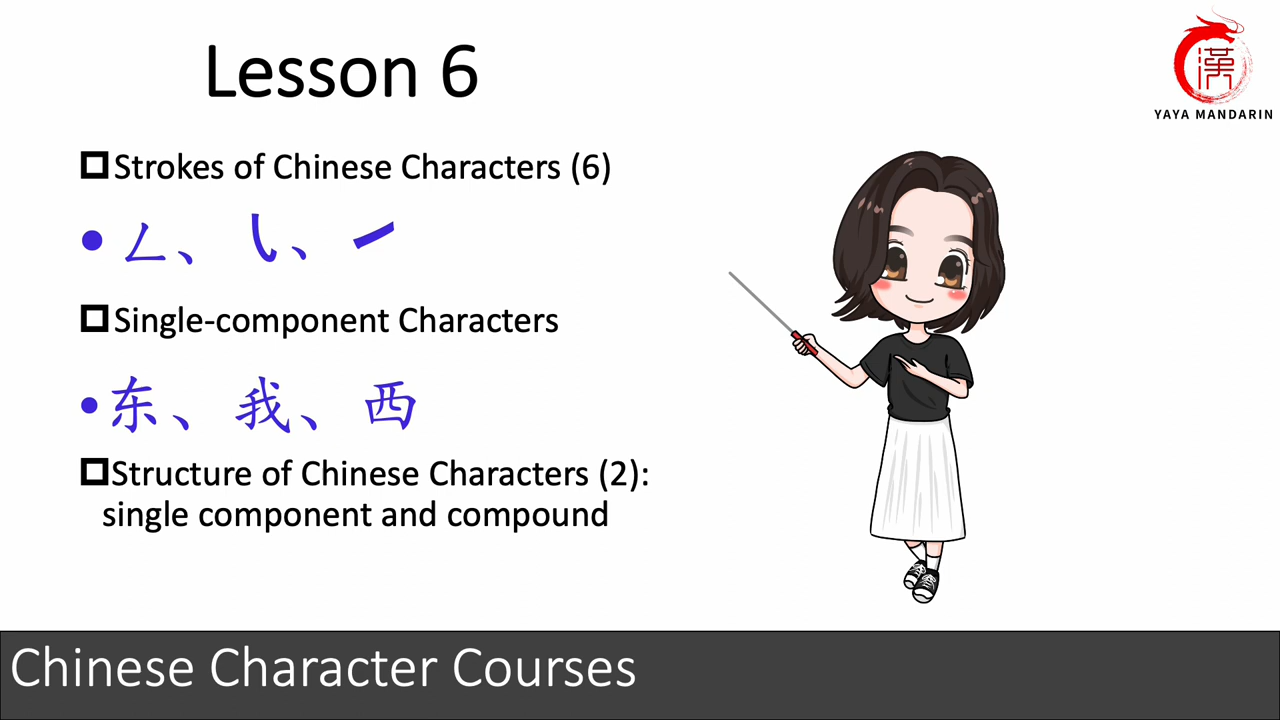 Lesson 6
漢
YAYA MANDARIN
Strokes of Chinese Characters (6)
• ㄥ、 ㇂、 ㇀
Single-component Characters
• 东、我、西
Structure of Chinese Characters (2):
single component and compound
Chinese Character Courses